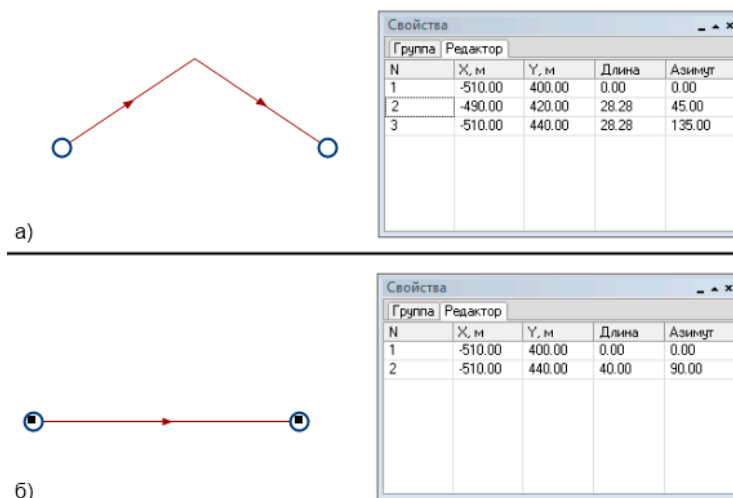 Свойства
Группа Редактор
N X, м Y, м Длина Азимут
1 -510.00 400.00 0.00 0.00
2 -490.00 420.00 28.28 45.00
3 -510.00 440.00 28.28 135.00
а)
Свойства
Группа Редактор
N X, м Y, м Длина Азимут
1 -510.00 400.00 0.00 0.00
2 -510.00 440.00 40.00 90.00
б)